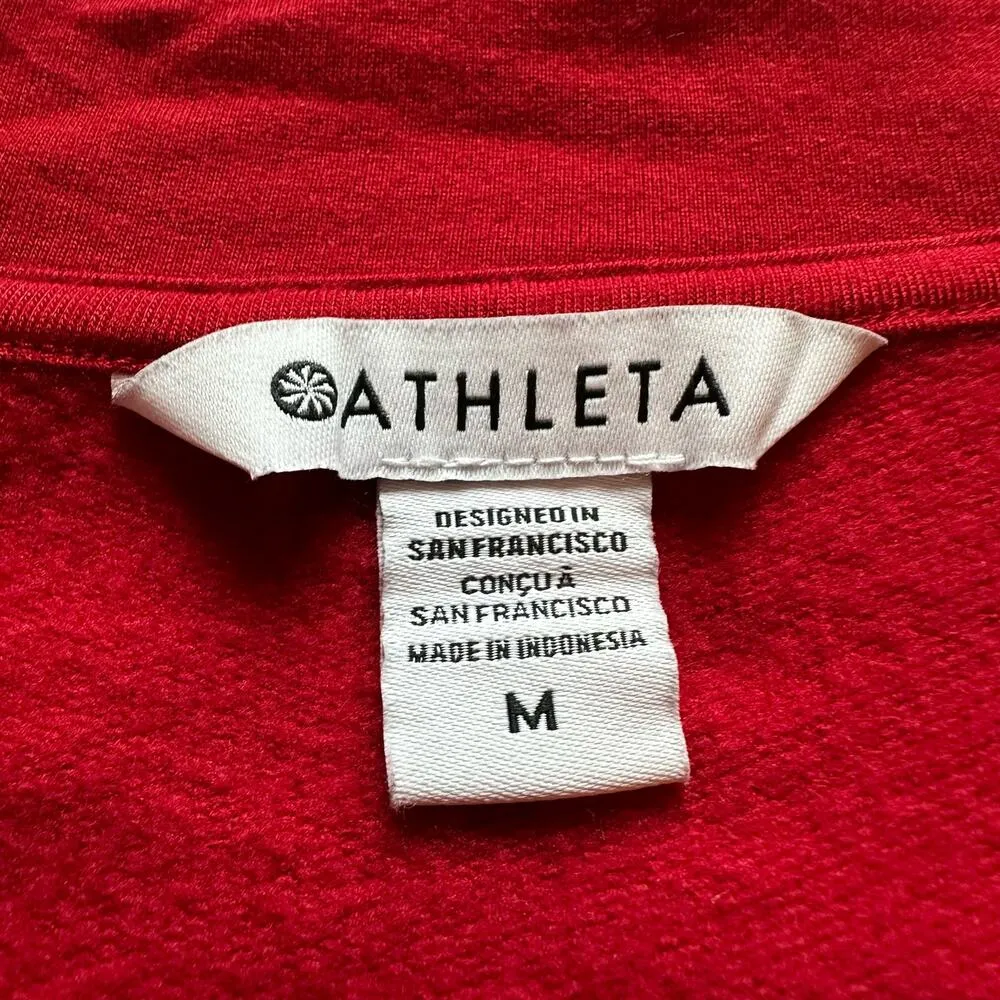 ATHLETA
DESIGNED IN
SAN FRANCISCO
CONÇU À
SAN FRANCISCO
MADE IN INDONESIA
M